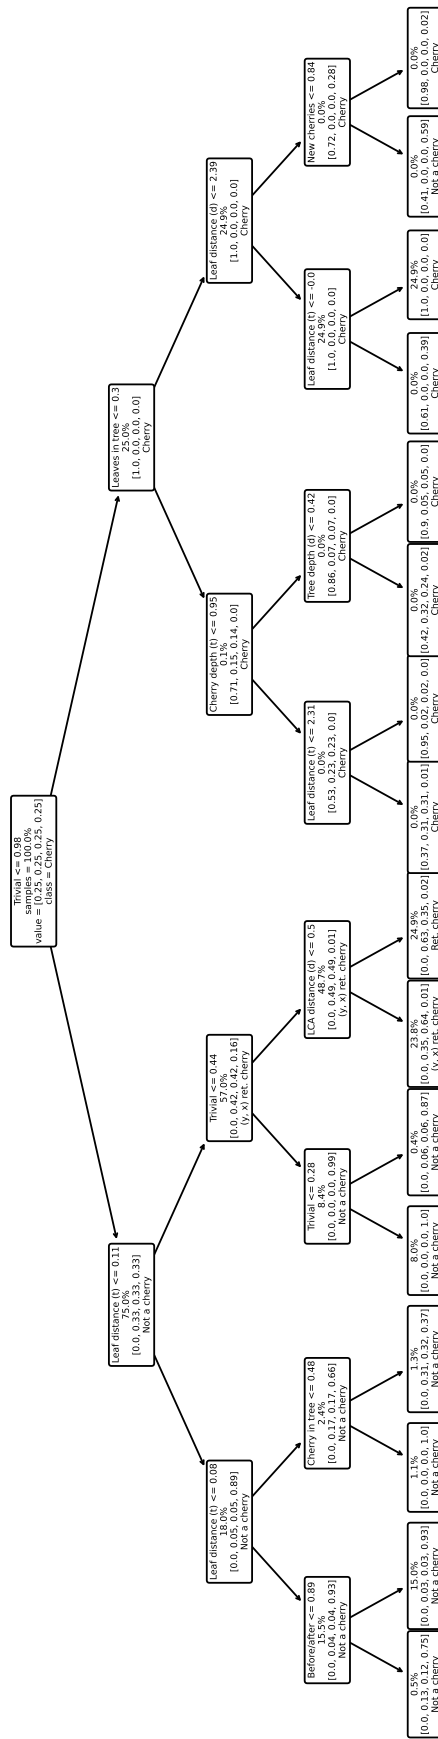 Trivial <= 0.98
samples = 100.0%
value = [0.25, 0.25, 0.25, 0.25]
class = Cherry
Leaf distance (t) <= 0.11
75.0%
[0.0, 0.33, 0.33, 0.33]
Not a cherry
Leaves in tree <= 0.3
25.0%
[1.0, 0.0, 0.0, 0.0]
Cherry
Leaf distance (t) <= 0.08
18.0%
[0.0, 0.05, 0.05, 0.89]
Not a cherry
Trivial <= 0.44
57.0%
[0.0, 0.42, 0.42, 0.16]
(y, x) ret. cherry
Cherry depth (t) <= 0.95
0.1%
[0.71, 0.15, 0.14, 0.0]
Cherry
Leaf distance (d) <= 2.39
24.9%
[1.0, 0.0, 0.0, 0.0]
Cherry
Before/after <= 0.89
15.5%
[0.0, 0.04, 0.04, 0.93]
Not a cherry
Cherry in tree <= 0.48
2.4%
[0.0, 0.17, 0.17, 0.66]
Not a cherry
Trivial <= 0.28
8.4%
[0.0, 0.0, 0.0, 0.99]
Not a cherry
LCA distance (d) <= 0.5
48.7%
[0.0, 0.49, 0.49, 0.01]
(y, x) ret. cherry
Leaf distance (t) <= 2.31
0.0%
[0.53, 0.23, 0.23, 0.0]
Cherry
Tree depth (d) <= 0.42
0.0%
[0.86, 0.07, 0.07, 0.0]
Cherry
Leaf distance (t) <= -0.0
24.9%
[1.0, 0.0, 0.0, 0.0]
Cherry
New cherries <= 0.84
0.0%
[0.72, 0.0, 0.0, 0.28]
Cherry
0.5%
[0.0, 0.13, 0.12, 0.75]
Not a cherry
15.0%
[0.0, 0.03, 0.03, 0.93]
Not a cherry
1.1%
[0.0, 0.0, 0.0, 1.0]
Not a cherry
1.3%
[0.0, 0.31, 0.32, 0.37]
Not a cherry
8.0%
[0.0, 0.0, 0.0, 1.0]
Not a cherry
0.4%
[0.0, 0.06, 0.06, 0.87]
Not a cherry
23.8%
[0.0, 0.35, 0.64, 0.01]
(y, x) ret. cherry
24.9%
[0.0, 0.63, 0.35, 0.02]
Ret. cherry
0.0%
[0.37, 0.31, 0.31, 0.01]
Cherry
0.0%
[0.95, 0.02, 0.02, 0.0]
Cherry
0.0%
[0.42, 0.32, 0.24, 0.02]
Cherry
0.0%
[0.9, 0.05, 0.05, 0.0]
Cherry
0.0%
[0.61, 0.0, 0.0, 0.39]
Cherry
24.9%
[1.0, 0.0, 0.0, 0.0]
Cherry
0.0%
[0.41, 0.0, 0.0, 0.59]
Not a cherry
0.0%
[0.98, 0.0, 0.0, 0.02]
Cherry